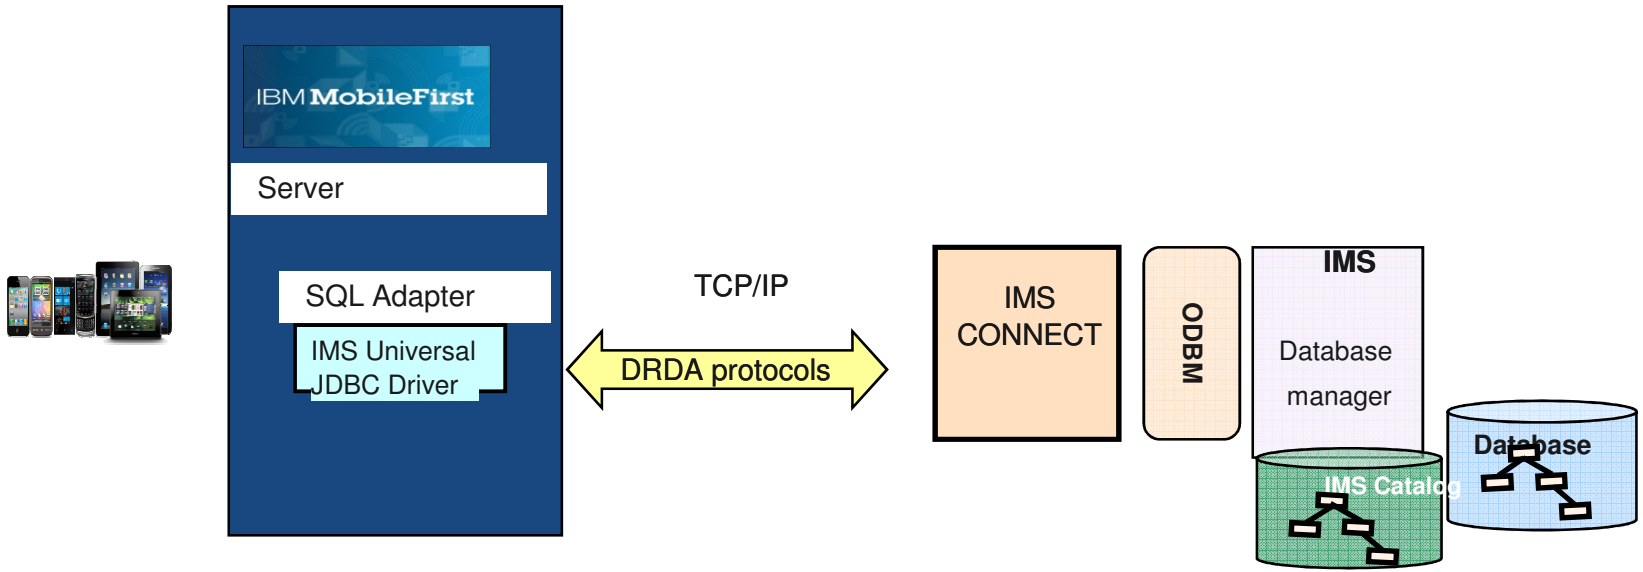 IBM MobileFirst
Server
SQL Adapter
IMS Universal
JDBC Driver
TCP/IP
DRDA protocols
IMS
CONNECT
ODBM
IMS
Database
manager
IMS Catalog
Database